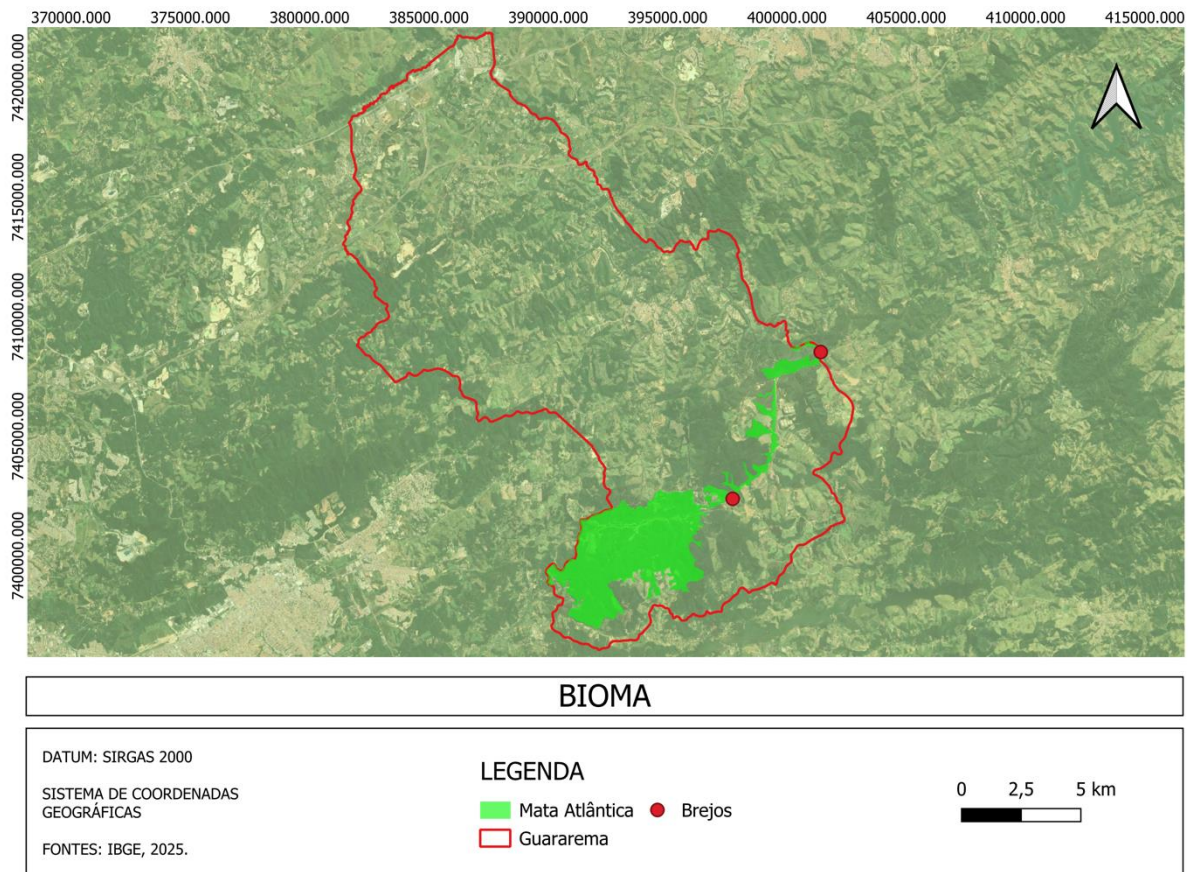 370000.000 375000.000 380000.000 385000.000 390000.000 395000.000 400000.000 405000.000 410000.000 415000.000
7420000.000
7415000.000
7410000.000
7405000.000
7400000.000
BIOMA
DATUM: SIRGAS 2000
SISTEMA DE COORDENADAS
GEOGRÁFICAS
FONTES: IBGE, 2025.
LEGENDA
Mata Atlântica Brejos
Guararema
0 2,5 5 km